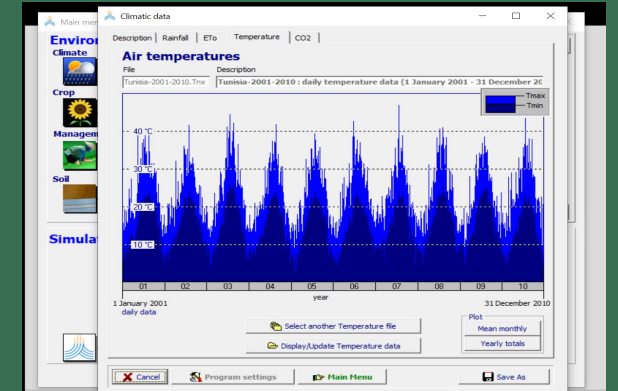 Main men
Climatic data
Environ
Climate
Crop
Managem
Soil
Simula
Description
Rainfall
ETo
Temperature
CO2
Air temperatures
File
Description
Tunisia-2001-2010.Tnx
Tunisia-2001-2010 : daily temperature data (1 January 2001 - 31 December 20
Tmax
Tmin
40 °C
30 °C
20 °C
10 °C
01 02 03 04 05 06 07 08 09 10
year
1 January 2001
31 December 2010
daily data
Select another Temperature file
Display/Update Temperature data
Plot
Mean monthly
Yearly totals
Cancel
Program settings
Main Menu
Save As